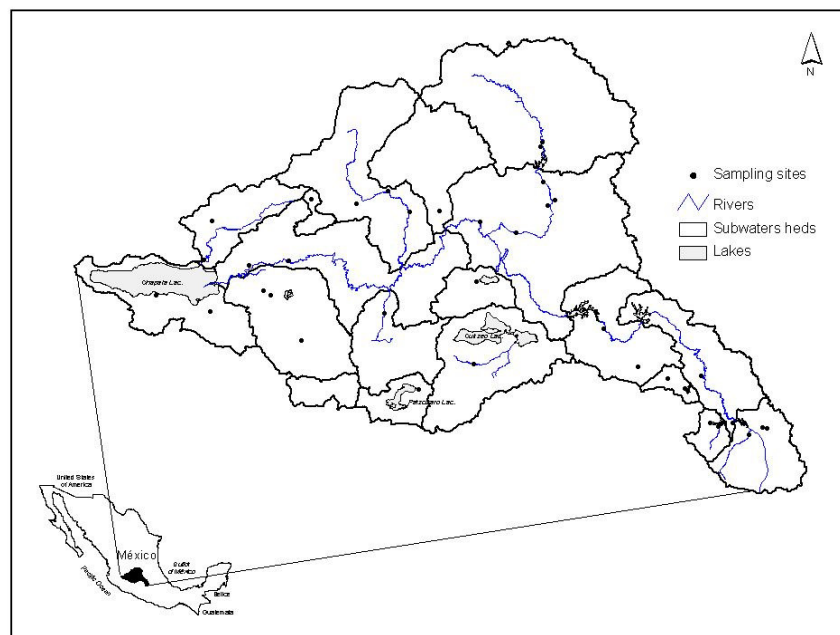 N
Sampling sites
Rivers
Subwaters heds
Lakes
Chapala Lac.
Cuitzeo Lac.
Patzcuaro Lac.
United States
of America
México
Gulf of
México
Pacific Ocean
Belice
Guatemala